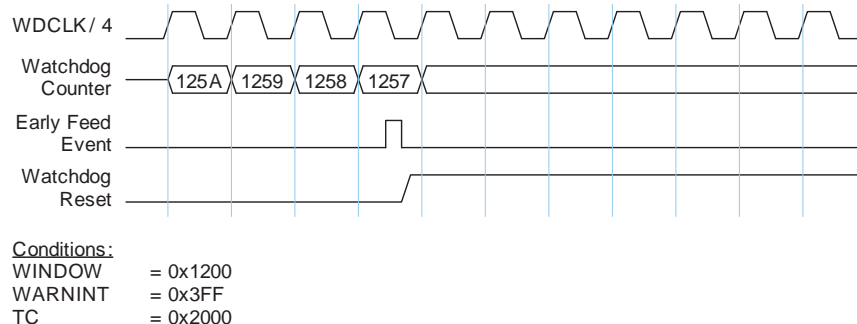 WDCLK / 4
Watchdog
Counter
125A 1259 1258 1257
Early Feed
Event
Watchdog
Reset
Conditions:
WINDOW = 0x1200
WARNINT = 0x3FF
TC = 0x2000